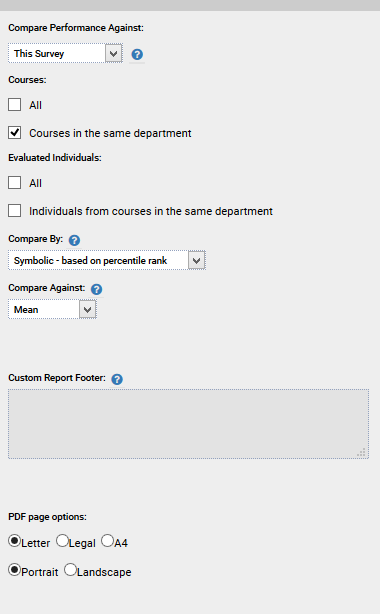 Compare Performance Against:
This Survey ?
Courses:
All
Courses in the same department
Evaluated Individuals:
All
Individuals from courses in the same department
Compare By: ?
Symbolic - based on percentile rank
Compare Against: ?
Mean
Custom Report Footer: ?
PDF page options:
Letter Legal A4
Portrait Landscape